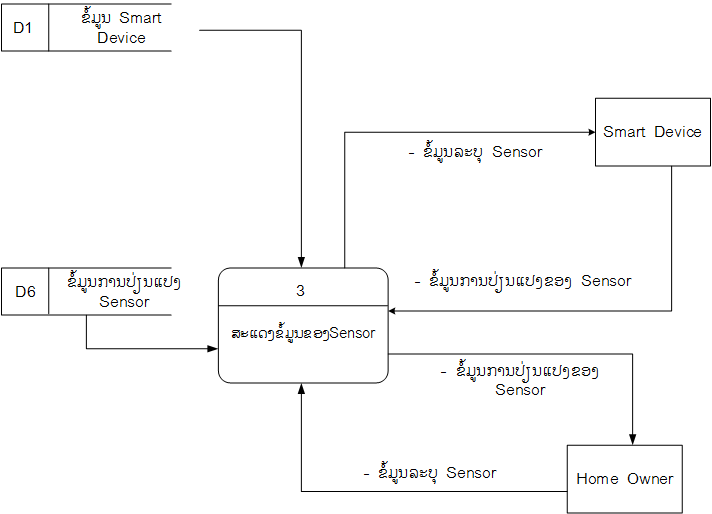 D1
ຂໍ້ມູນ Smart
Device
Smart Device
- ຂໍ້ມູນລະບຸ Sensor
D6
ຂໍ້ມູນການປ່ຽນແປງ
Sensor
- ຂໍ້ມູນການປ່ຽນແປງຂອງ Sensor
3
ສະແດງຂໍ້ມູນຂອງSensor
- ຂໍ້ມູນການປ່ຽນແປງຂອງ
Sensor
- ຂໍ້ມູນລະບຸ Sensor
Home Owner